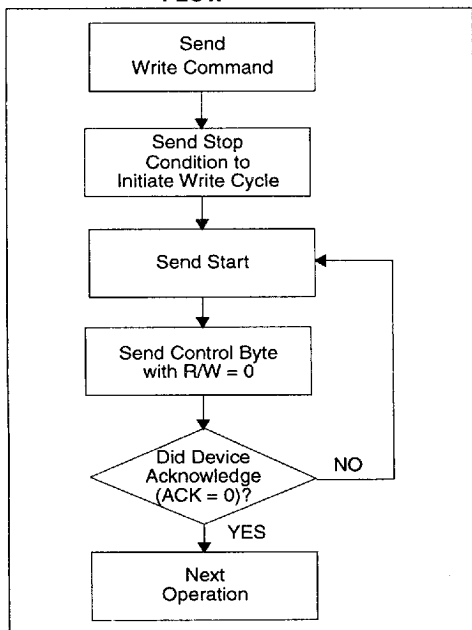 FLOW
Send
Write Command
Send Stop
Condition to
Initiate Write Cycle
Send Start
Send Control Byte
with R/W = 0
Did Device
Acknowledge
(ACK = 0)?
NO
YES
Next
Operation